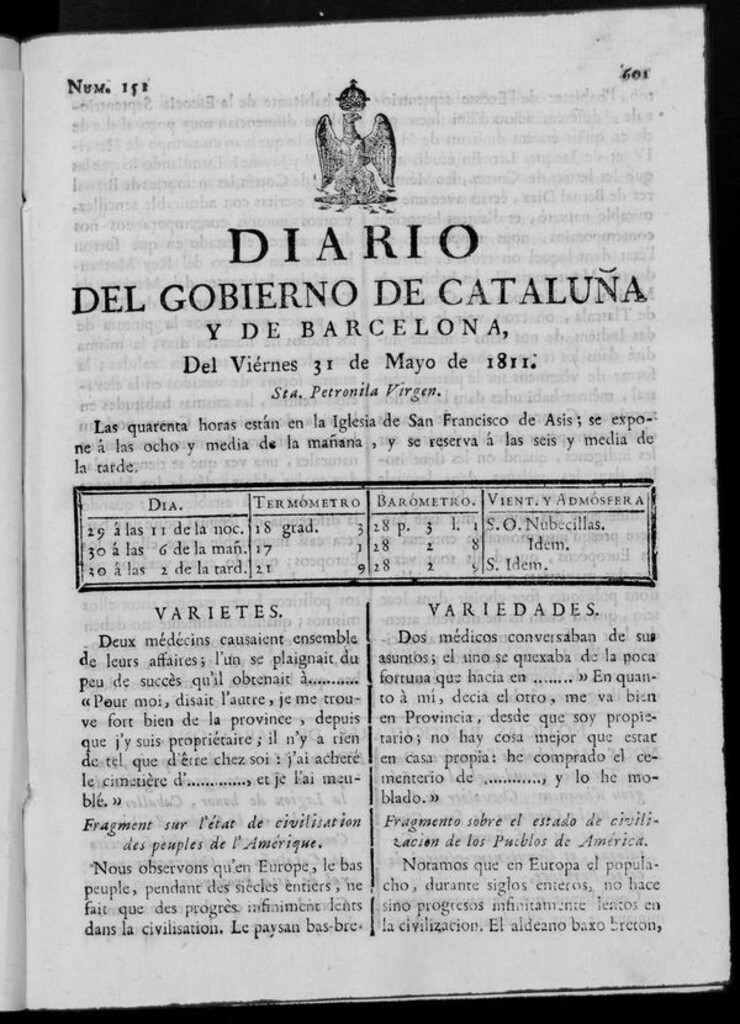 NUM. 151
601
DIARIO
DEL GOBIERNO DE CATALUÑA
Y DE BARCELONA,
Del Viérnes 31 de Mayo de 1811.
Sta. Petronila Virgen.
Las quarenta horas están en la Iglesia de San Francisco de Asis; se expo-
ne á las ocho y media de la mañana, y se reserva á las seis y media de
la tarde.
DIA. TERMÓMETRO BARÓMETRO. VIENT. Y ADMÓSFERA
29 á las 11 de la noc. 18 grad. 3 28 p. 3 l. 1 S. O. Nubecillas.
30 á las 6 de la mañ. 17 1 28 2 8 Idem.
30 á las 2 de la tard. 21 9 28 2 S. Idem.
VARIETES.
Deux médécins causaient ensemble
de leurs affaires; l'un se plaignait du
peu de succès qu'il obtenait à...........
«Pour moi, disait l'autre, je me trou-
ve fort bien de la province, depuis
que j'y suis propriétaire; il n'y a rien
de tel que d'être chez soi: j'ai acheté
le cimetière d'............, et je l'ai meu-
blé.»
Fragment sur l'état de civilisation
des peuples de l'Amérique.
Nous observons qu'en Europe, le bas
peuple, pendant des siécles entiers, ne
fait que des progrès infiniment lents
dans la civilisation. Le paysan bas-bre-
VARIEDADES.
Dos médicos conversaban de sus
asuntos; el uno se quexaba de la poca
fortuna que hacia en ........ » En quan-
to á mí, decia el otro, me va bien
en Provincia, desde que soy propie-
tario; no hay cosa mejor que estar
en casa propia: he comprado el ce-
menterio de ............, y lo he mo-
blado.»
Fragmento sobre el estado de civili-
zacion de los Pueblos de América.
Notamos que en Europa el popula-
cho, durante siglos enteros, no hace
sino progresos infinitamente lentos en
la civilizacion. El aldeano baxo breton,